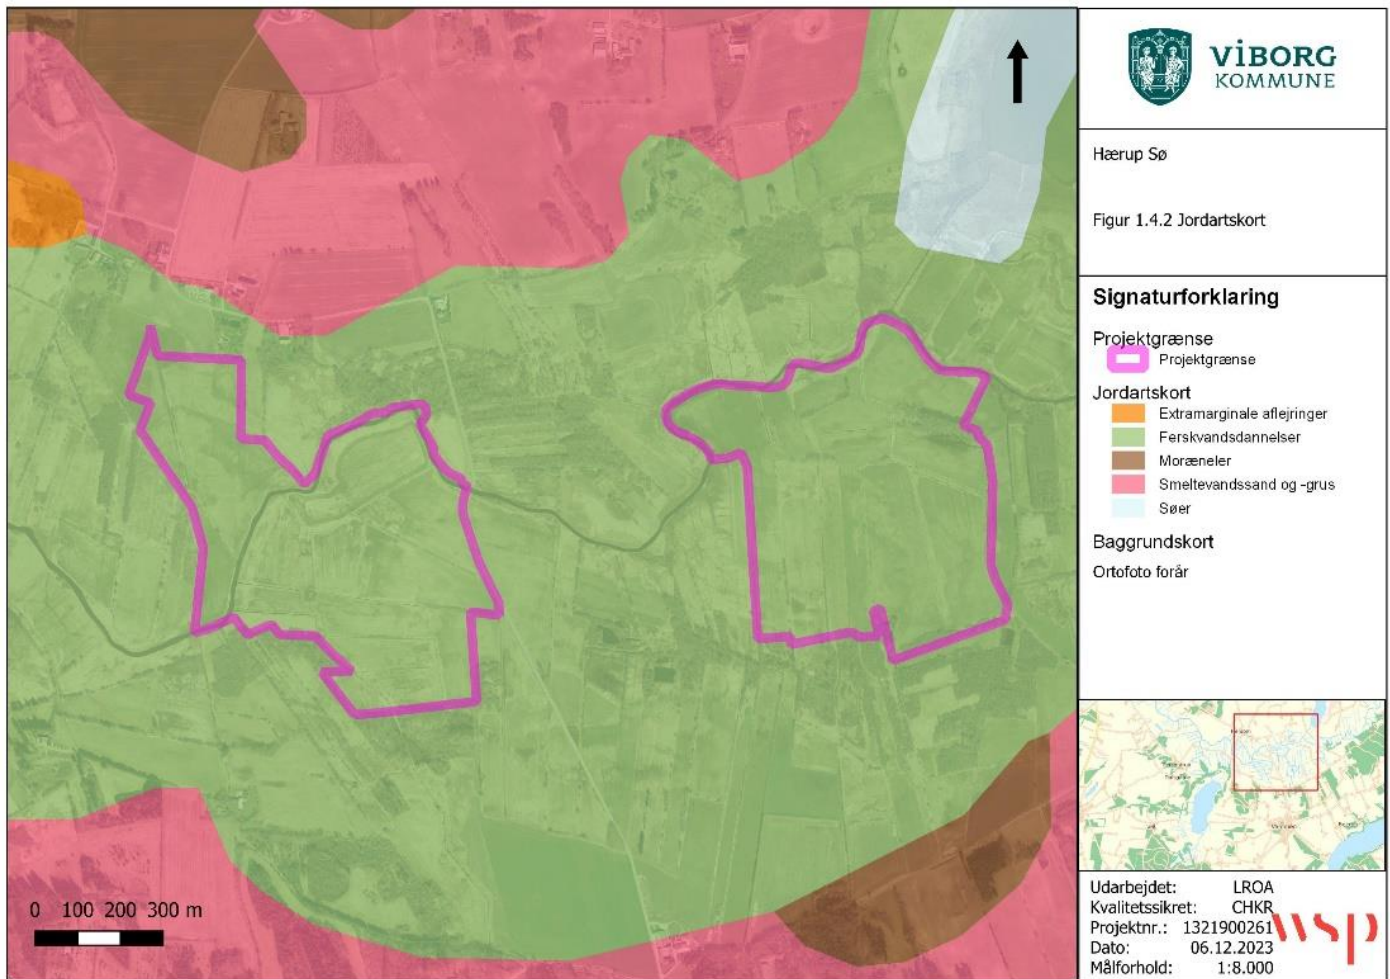 VIBORG
KOMMUNE
Hærup Sø
Figur 1.4.2 Jordartskort
Signaturforklaring
Projektgrænse
Projektgrænse
Jordartskort
Extramarginale aflejringer
Ferskvandsdannelser
Moræneler
Smeltevandssand og -grus
Søer
Baggrundskort
Ortofoto forår
0 100 200 300 m
Udarbejdet: LROA
Kvalitetssikret: CHKR
Projektnr.: 1321900261
Dato: 06.12.2023
Målforhold: 1:8.000
wsp